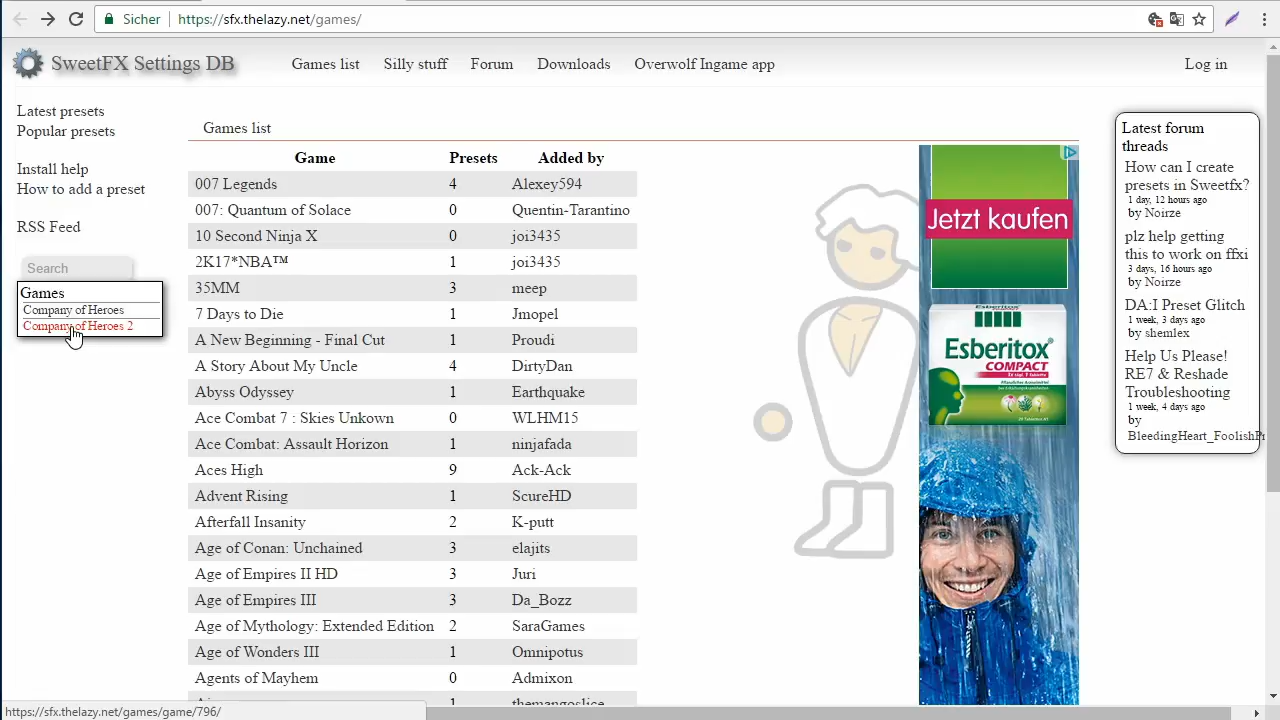 Sicher
https://sfx.thelazy.net/games/
SweetFX Settings DB
Games list
Silly stuff
Forum
Downloads
Overwolf Ingame app
Log in
Latest presets
Popular presets
Install help
How to add a preset
RSS Feed
Search
Games
Company of Heroes
Company of Heroes 2
Games list
Game Presets Added by
007 Legends 4 Alexey594
007: Quantum of Solace 0 Quentin-Tarantino
10 Second Ninja X 0 joi3435
2K17*NBA™ 1 joi3435
35MM 3 meep
7 Days to Die 1 Jmopel
A New Beginning - Final Cut 1 Proudi
A Story About My Uncle 4 DirtyDan
Abyss Odyssey 1 Earthquake
Ace Combat 7 : Skies Unkown 0 WLHM15
Ace Combat: Assault Horizon 1 ninjafada
Aces High 9 Ack-Ack
Advent Rising 1 ScureHD
Afterfall Insanity 2 K-putt
Age of Conan: Unchained 3 elajits
Age of Empires II HD 3 Juri
Age of Empires III 3 Da_Bozz
Age of Mythology: Extended Edition 2 SaraGames
Age of Wonders III 1 Omnipotus
Agents of Mayhem 0 Admixon
1 themangoslice
Jetzt kaufen
Esberitox
Esberitox®
COMPACT
Latest forum
threads
How can I create
presets in Sweetfx?
1 day, 12 hours ago
by Noirze
plz help getting
this to work on ffxi
3 days, 16 hours ago
by Noirze
DA:I Preset Glitch
1 week, 3 days ago
by shemlex
Help Us Please!
RE7 & Reshade
Troubleshooting
1 week, 4 days ago
by
BleedingHeart_FoolishPr
https://sfx.thelazy.net/games/game/796/